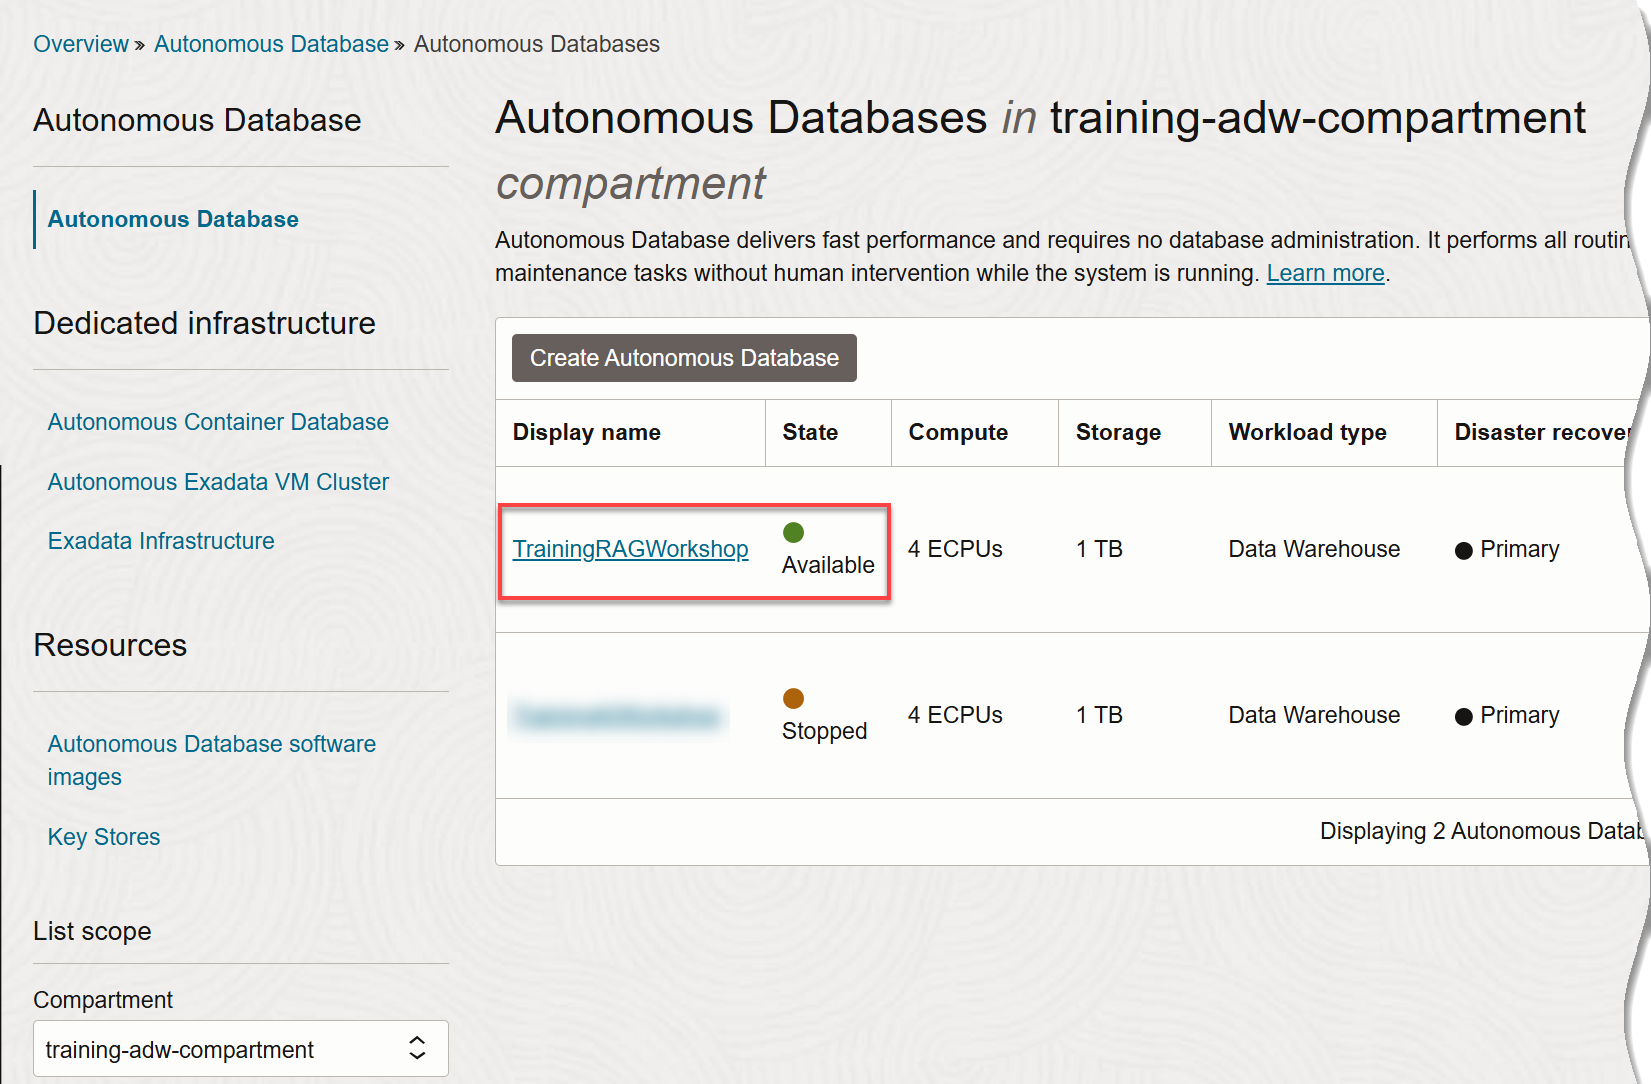 Overview » Autonomous Database » Autonomous Databases
Autonomous Database
Autonomous Database
Dedicated infrastructure
Autonomous Container Database
Autonomous Exadata VM Cluster
Exadata Infrastructure
Resources
Autonomous Database software
images
Key Stores
List scope
Compartment
training-adw-compartment
Autonomous Databases in training-adw-compartment
compartment
Autonomous Database delivers fast performance and requires no database administration. It performs all routin
maintenance tasks without human intervention while the system is running. Learn more.
Create Autonomous Database
Display name State Compute Storage Workload type Disaster recover
TrainingRAGWorkshop Available 4 ECPUs 1 TB Data Warehouse Primary
Stopped 4 ECPUs 1 TB Data Warehouse Primary
Displaying 2 Autonomous Datab